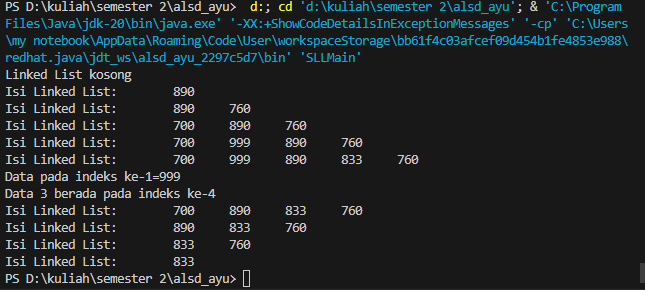 PS D:\kuliah\semester 2\alsd_ayu>  d:; cd 'd:\kuliah\semester 2\alsd_ayu'; & 'C:\Program
Files\Java\jdk-20\bin\java.exe' '-XX:+ShowCodeDetailsInExceptionMessages' '-cp' 'C:\Users
\my notebook\AppData\Roaming\Code\User\workspaceStorage\bb61f4c03afcef09d454b1fe4853e988\
redhat.java\jdt_ws\alsd_ayu_2297c5d7\bin' 'SLLMain'
Linked List kosong
Isi Linked List:        890
Isi Linked List:        890     760
Isi Linked List:        700     890     760
Isi Linked List:        700     999     890     760
Isi Linked List:        700     999     890     833     760
Data pada indeks ke-1=999
Data 3 berada pada indeks ke-4
Isi Linked List:        700     890     833     760
Isi Linked List:        890     833     760
Isi Linked List:        833     760
Isi Linked List:        833
PS D:\kuliah\semester 2\alsd_ayu>